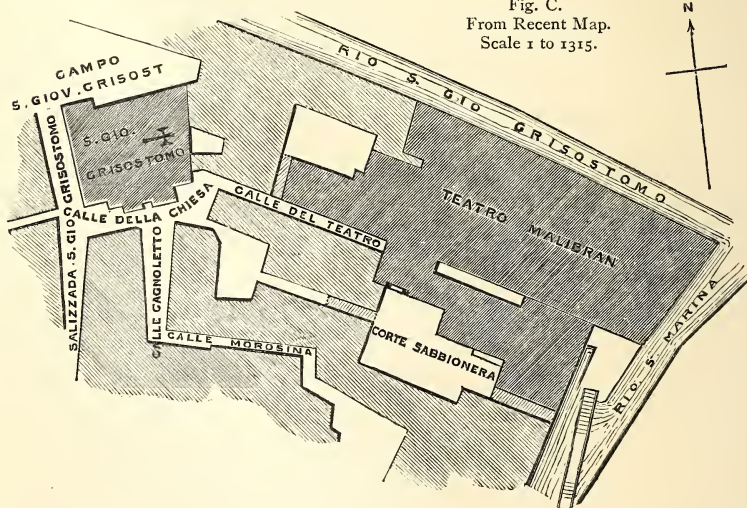 Fig. C.
From Recent Map.
Scale 1 to 1315.
N
CAMPO
S. GIOV. GRISOST
RIO S. GIO GRISOSTOMO
S. GIO.
GRISOSTOMO
SALIZZADA. S. GIO GRISOSTOMO
CALLE DELLA CHIESA
CALLE DEL TEATRO
TEATRO MALIBRAN
CALLE CAGNOLETTO
CALLE MOROSINA
CORTE SABBIONERA
RIO. S. MARINA